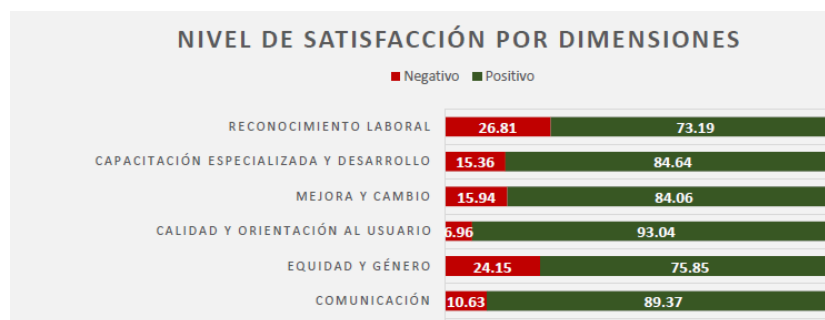 NIVEL DE SATISFACCIÓN POR DIMENSIONES
Negativo Positivo
RECONOCIMIENTO LABORAL 26.81 73.19
CAPACITACIÓN ESPECIALIZADA Y DESARROLLO 15.36 84.64
MEJORA Y CAMBIO 15.94 84.06
CALIDAD Y ORIENTACIÓN AL USUARIO 6.96 93.04
EQUIDAD Y GÉNERO 24.15 75.85
COMUNICACIÓN 10.63 89.37